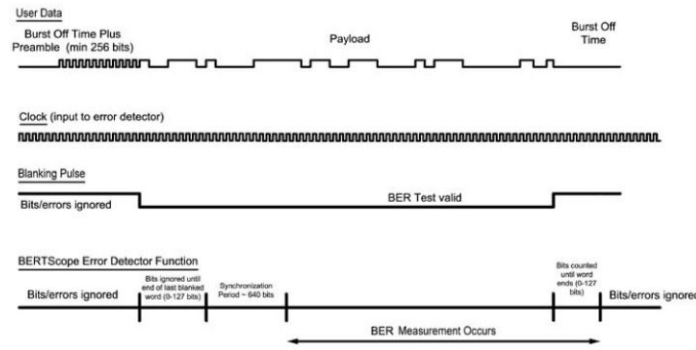 User Data
Burst Off Time Plus
Preamble (min 256 bits)
Payload
Burst Off
Time
Clock (input to error detector)
Blanking Pulse
Bits/errors ignored
BER Test valid
BERTScope Error Detector Function
Bits/errors ignored
Bits ignored until
end of last blanked
word (0-127 bits)
Synchronization
Period ~ 640 bits
Bits counted
until word
ends (0-127
bits)
Bits/errors ignored
BER Measurement Occurs